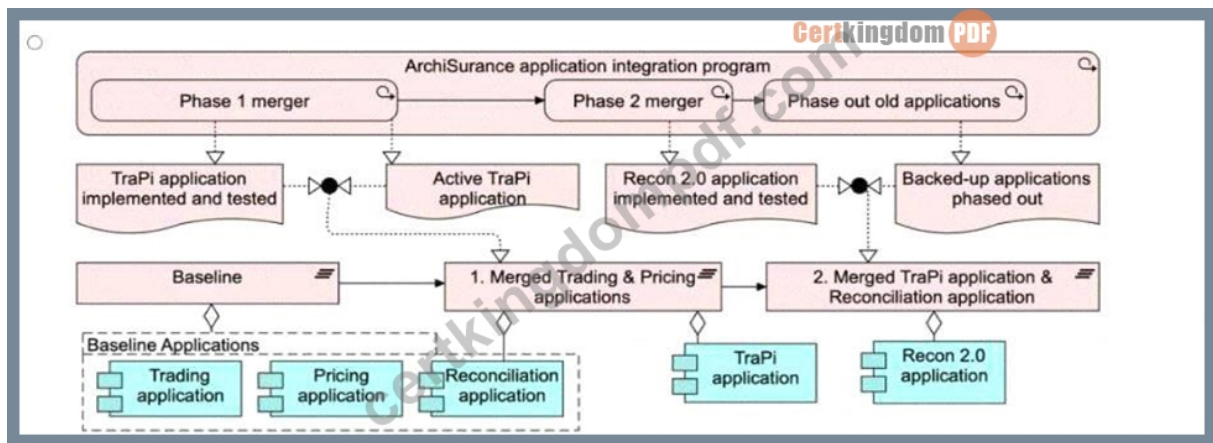 Certkingdom PDF
ArchiSurance application integration program
Phase 1 merger
Phase 2 merger
Phase out old applications
TraPi application
implemented and tested
Active TraPi
application
Recon 2.0 application
implemented and tested
Backed-up applications
phased out
Baseline
1. Merged Trading & Pricing
applications
2. Merged TraPi application &
Reconciliation application
Baseline Applications
Trading
application
Pricing
application
Reconciliation
application
TraPi
application
Recon 2.0
application
certkingdompdf.com